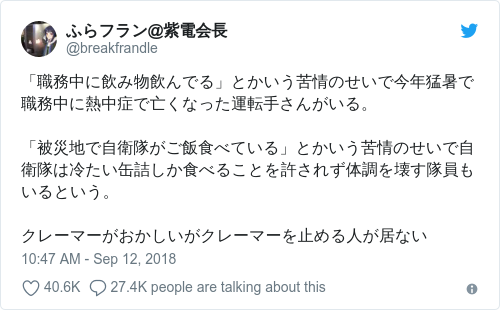 ふらフラン@紫電会長
@breakfrandle
「職務中に飲み物飲んでる」とかいう苦情のせいで今年猛暑で
職務中に熱中症で亡くなった運転手さんがいる。
「被災地で自衛隊がご飯食べている」とかいう苦情のせいで自
衛隊は冷たい缶詰しか食べることを許されず体調を壊す隊員も
いるという。
クレーマーがおかしいがクレーマーを止める人が居ない
10:47 AM - Sep 12, 2018
40.6K 27.4K people are talking about this